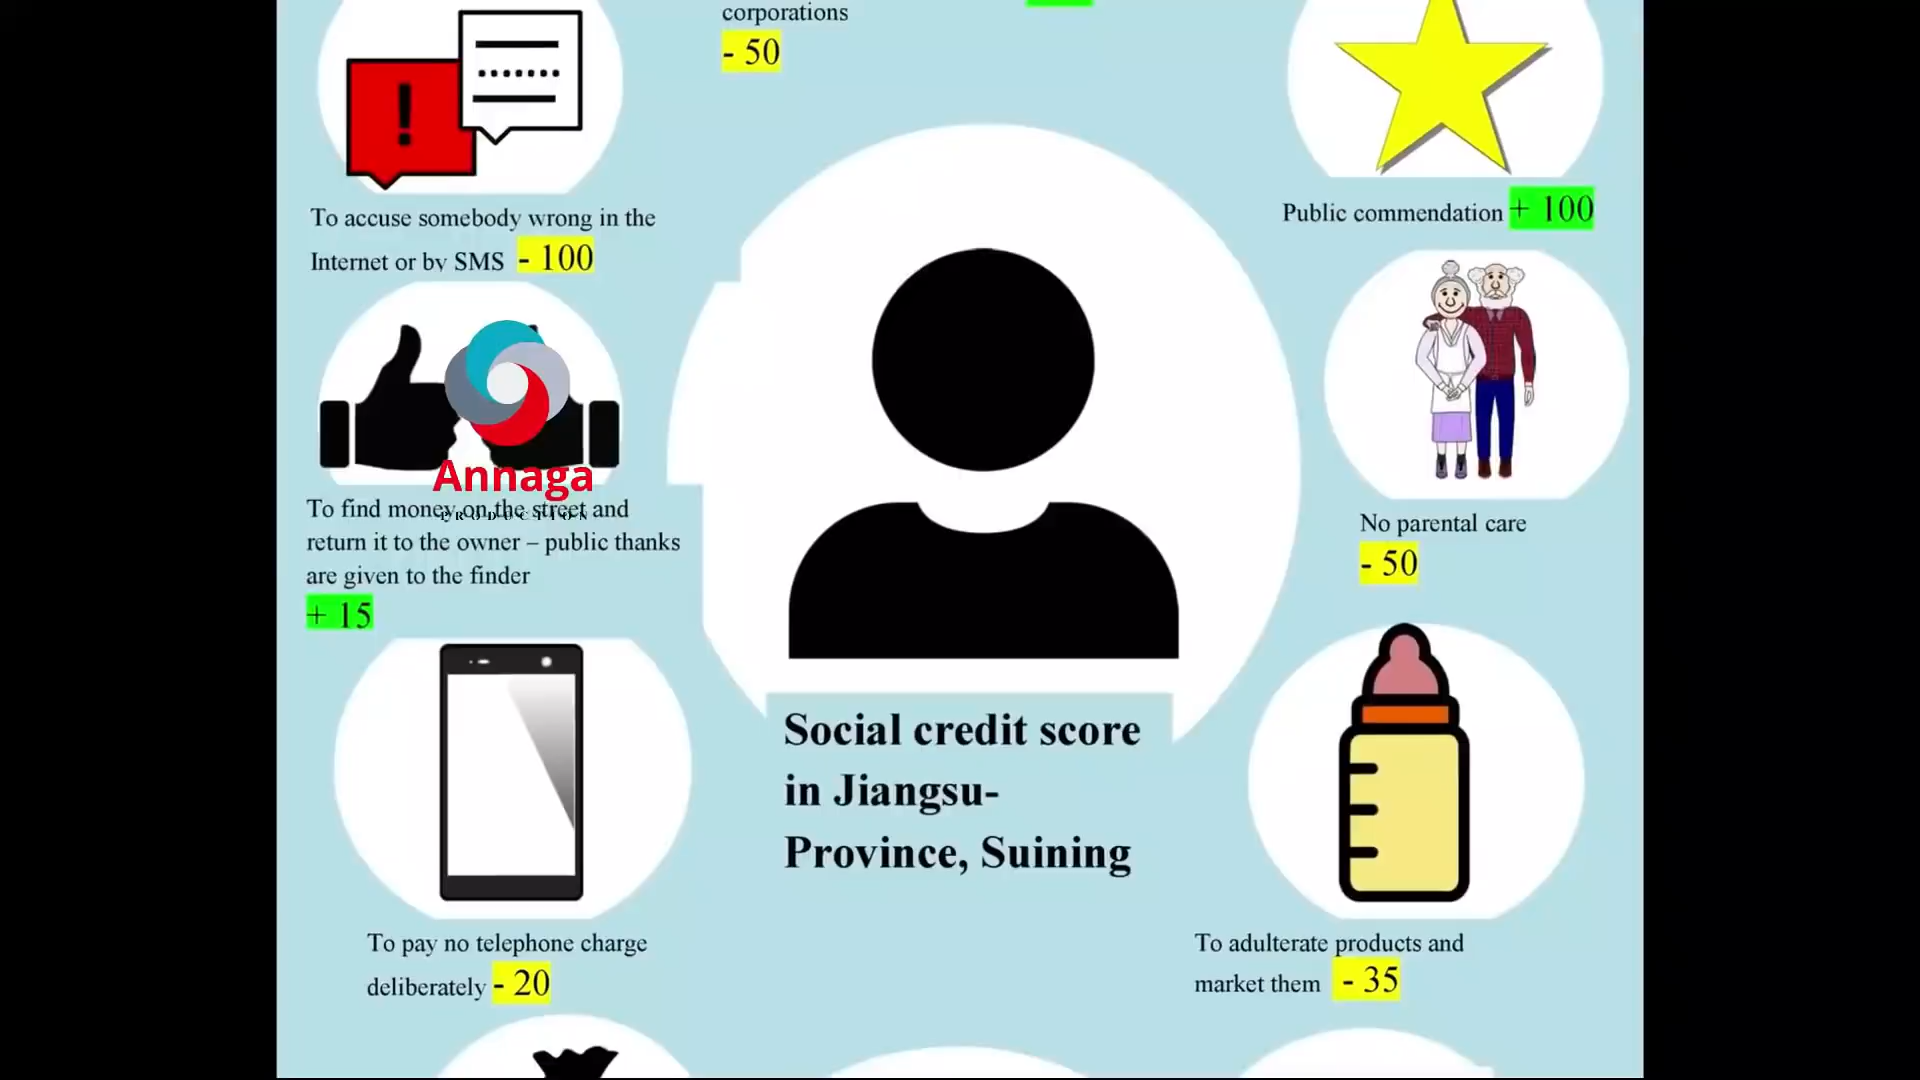 corporations
- 50
!
To accuse somebody wrong in the
Internet or by SMS - 100
Public commendation + 100
Annaga
PRODUCTION
To find money on the street and
return it to the owner – public thanks
are given to the finder
+ 15
No parental care
- 50
Social credit score
in Jiangsu-
Province, Suining
To pay no telephone charge
deliberately - 20
To adulterate products and
market them - 35